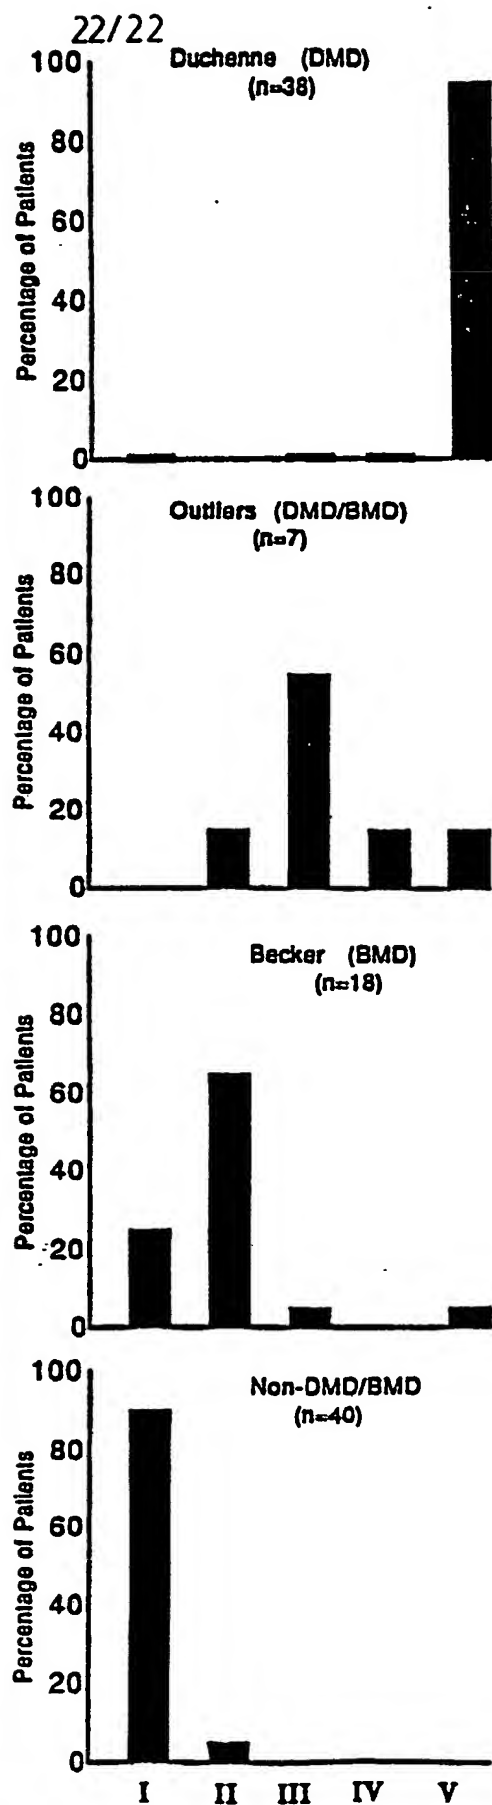 22/22
Duchenne (DMD)
(n=38)
Percentage of Patients
100
80
60
40
20
0
Outliers (DMD/BMD)
(n=7)
Percentage of Patients
100
80
60
40
20
0
Becker (BMD)
(n=18)
Percentage of Patients
100
80
60
40
20
0
Non-DMD/BMD
(n=40)
Percentage of Patients
100
80
60
40
20
0
I II III IV V